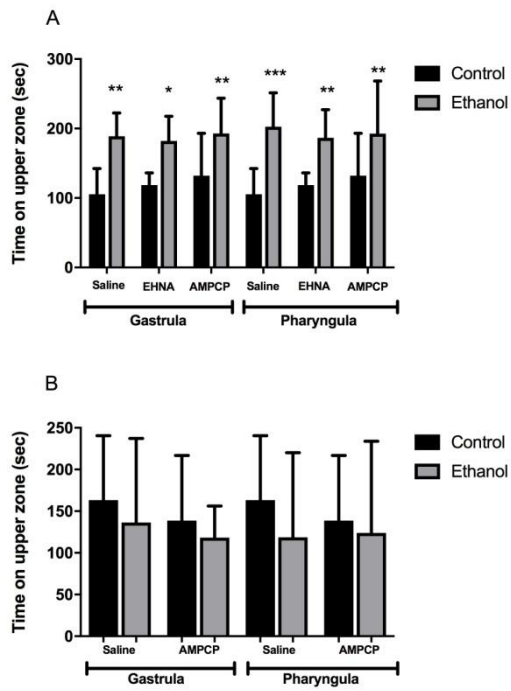 A
Time on upper zone (sec)
300
200
100
0
** * ** *** ** **
Control
Ethanol
Saline EHNA AMPCP Saline EHNA AMPCP
Gastrula Pharyngula
B
Time on upper zone (sec)
250
200
150
100
50
0
Control
Ethanol
Saline AMPCP Saline AMPCP
Gastrula Pharyngula